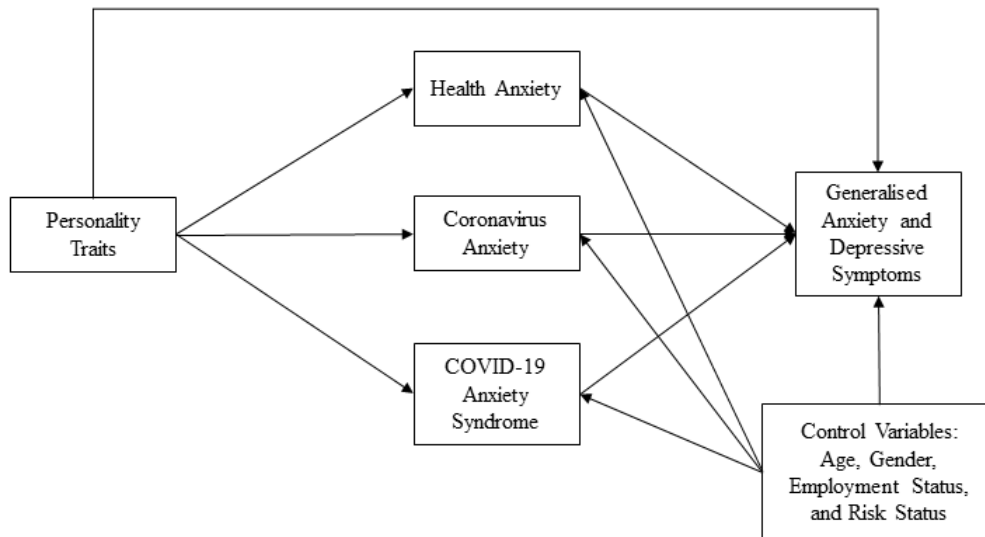 Health Anxiety
Personality
Traits
Coronavirus
Anxiety
Generalised
Anxiety and
Depressive
Symptoms
COVID-19
Anxiety
Syndrome
Control Variables:
Age, Gender,
Employment Status,
and Risk Status